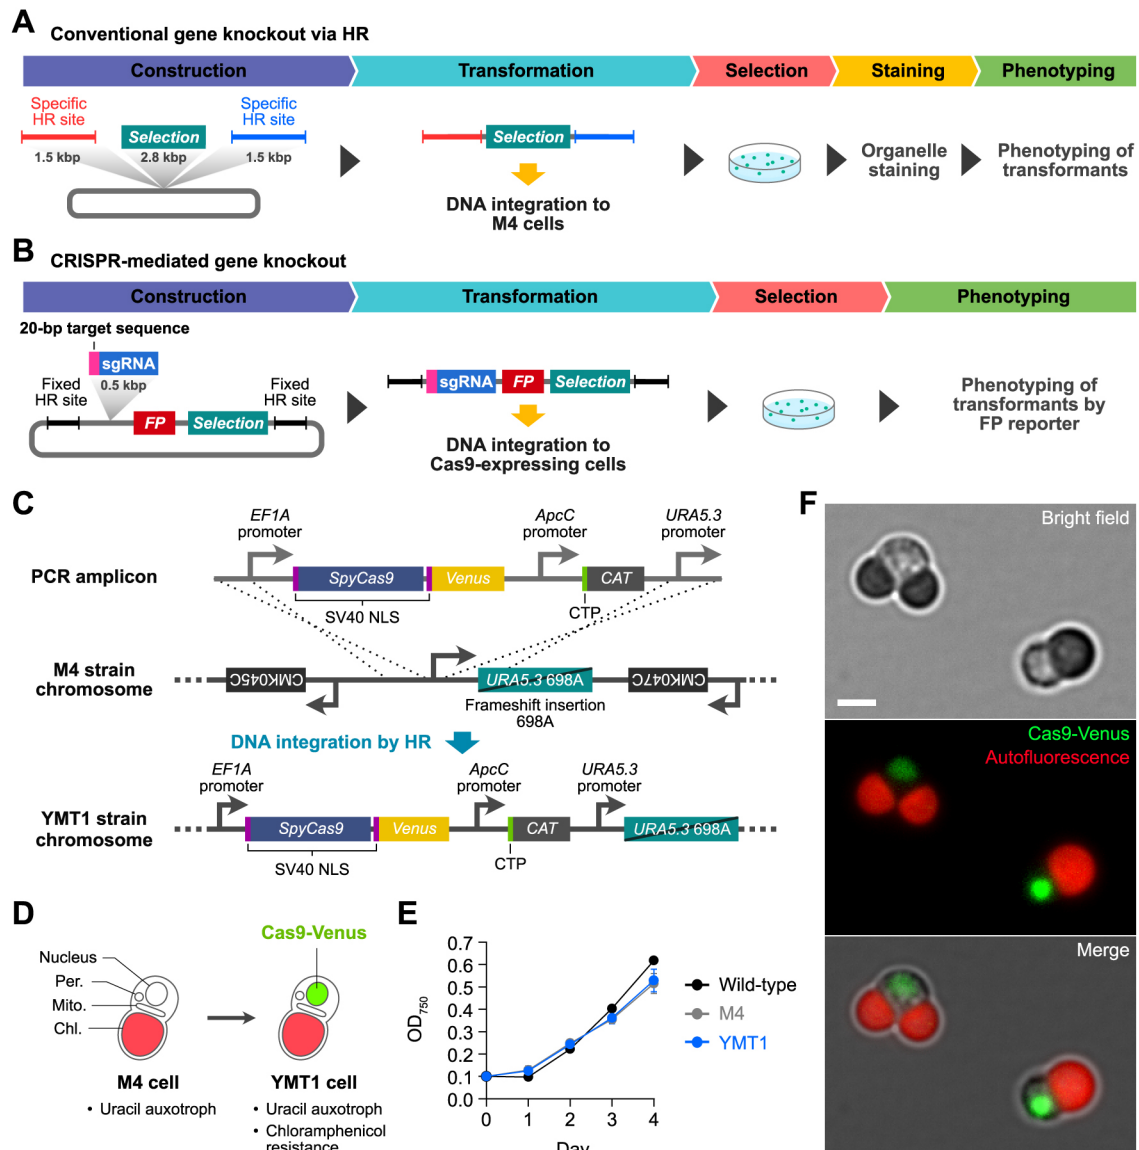 A
Conventional gene knockout via HR
Construction
Transformation
Selection
Staining
Phenotyping
Specific
HR site
Selection
Specific
HR site
1.5 kbp
2.8 kbp
1.5 kbp
Selection
DNA integration to
M4 cells
Organelle
staining
Phenotyping of
transformants
B
CRISPR-mediated gene knockout
Construction
Transformation
Selection
Phenotyping
20-bp target sequence
sgRNA
0.5 kbp
Fixed
HR site
Fixed
HR site
FP
Selection
sgRNA
FP
Selection
DNA integration to
Cas9-expressing cells
Phenotyping of
transformants by
FP reporter
C
EF1A
promoter
ApcC
promoter
URA5.3
promoter
PCR amplicon
SpyCas9
Venus
CAT
SV40 NLS
CTP
M4 strain
chromosome
CMK045C
URA5.3 698A
CMK047C
Frameshift insertion
698A
DNA integration by HR
EF1A
promoter
ApcC
promoter
URA5.3
promoter
YMT1 strain
chromosome
SpyCas9
Venus
CAT
URA5.3 698A
SV40 NLS
CTP
D
Cas9-Venus
Nucleus
Per.
Mito.
Chl.
M4 cell
YMT1 cell
• Uracil auxotroph
• Uracil auxotroph
• Chloramphenicol
resistance
E
0.7
0.6
0.5
0.4
0.3
0.2
0.1
0.0
OD750
0 1 2 3 4
Day
Wild-type
M4
YMT1
F
Bright field
Cas9-Venus
Autofluorescence
Merge